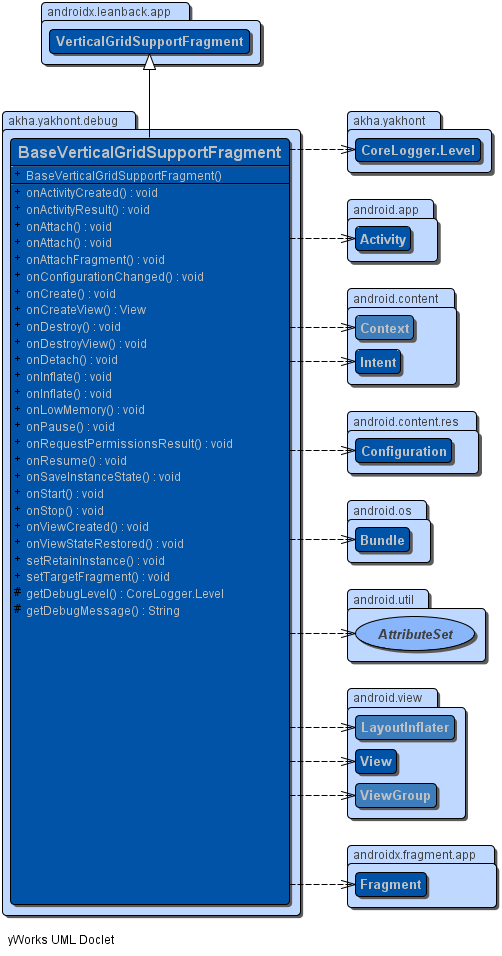 androidx.leanback.app
VerticalGridSupportFragment
akha.yakhont.debug
BaseVerticalGridSupportFragment
+ BaseVerticalGridSupportFragment()
+ onActivityCreated() : void
+ onActivityResult() : void
+ onAttach() : void
+ onAttach() : void
+ onAttachFragment() : void
+ onConfigurationChanged() : void
+ onCreate() : void
+ onCreateView() : View
+ onDestroy() : void
+ onDestroyView() : void
+ onDetach() : void
+ onInflate() : void
+ onInflate() : void
+ onLowMemory() : void
+ onPause() : void
+ onRequestPermissionsResult() : void
+ onResume() : void
+ onSaveInstanceState() : void
+ onStart() : void
+ onStop() : void
+ onViewCreated() : void
+ onViewStateRestored() : void
+ setRetainInstance() : void
+ setTargetFragment() : void
# getDebugLevel() : CoreLogger.Level
# getDebugMessage() : String
akha.yakhont
CoreLogger.Level
android.app
Activity
android.content
Context
Intent
android.content.res
Configuration
android.os
Bundle
android.util
AttributeSet
android.view
LayoutInflater
View
ViewGroup
androidx.fragment.app
Fragment
yWorks UML Doclet